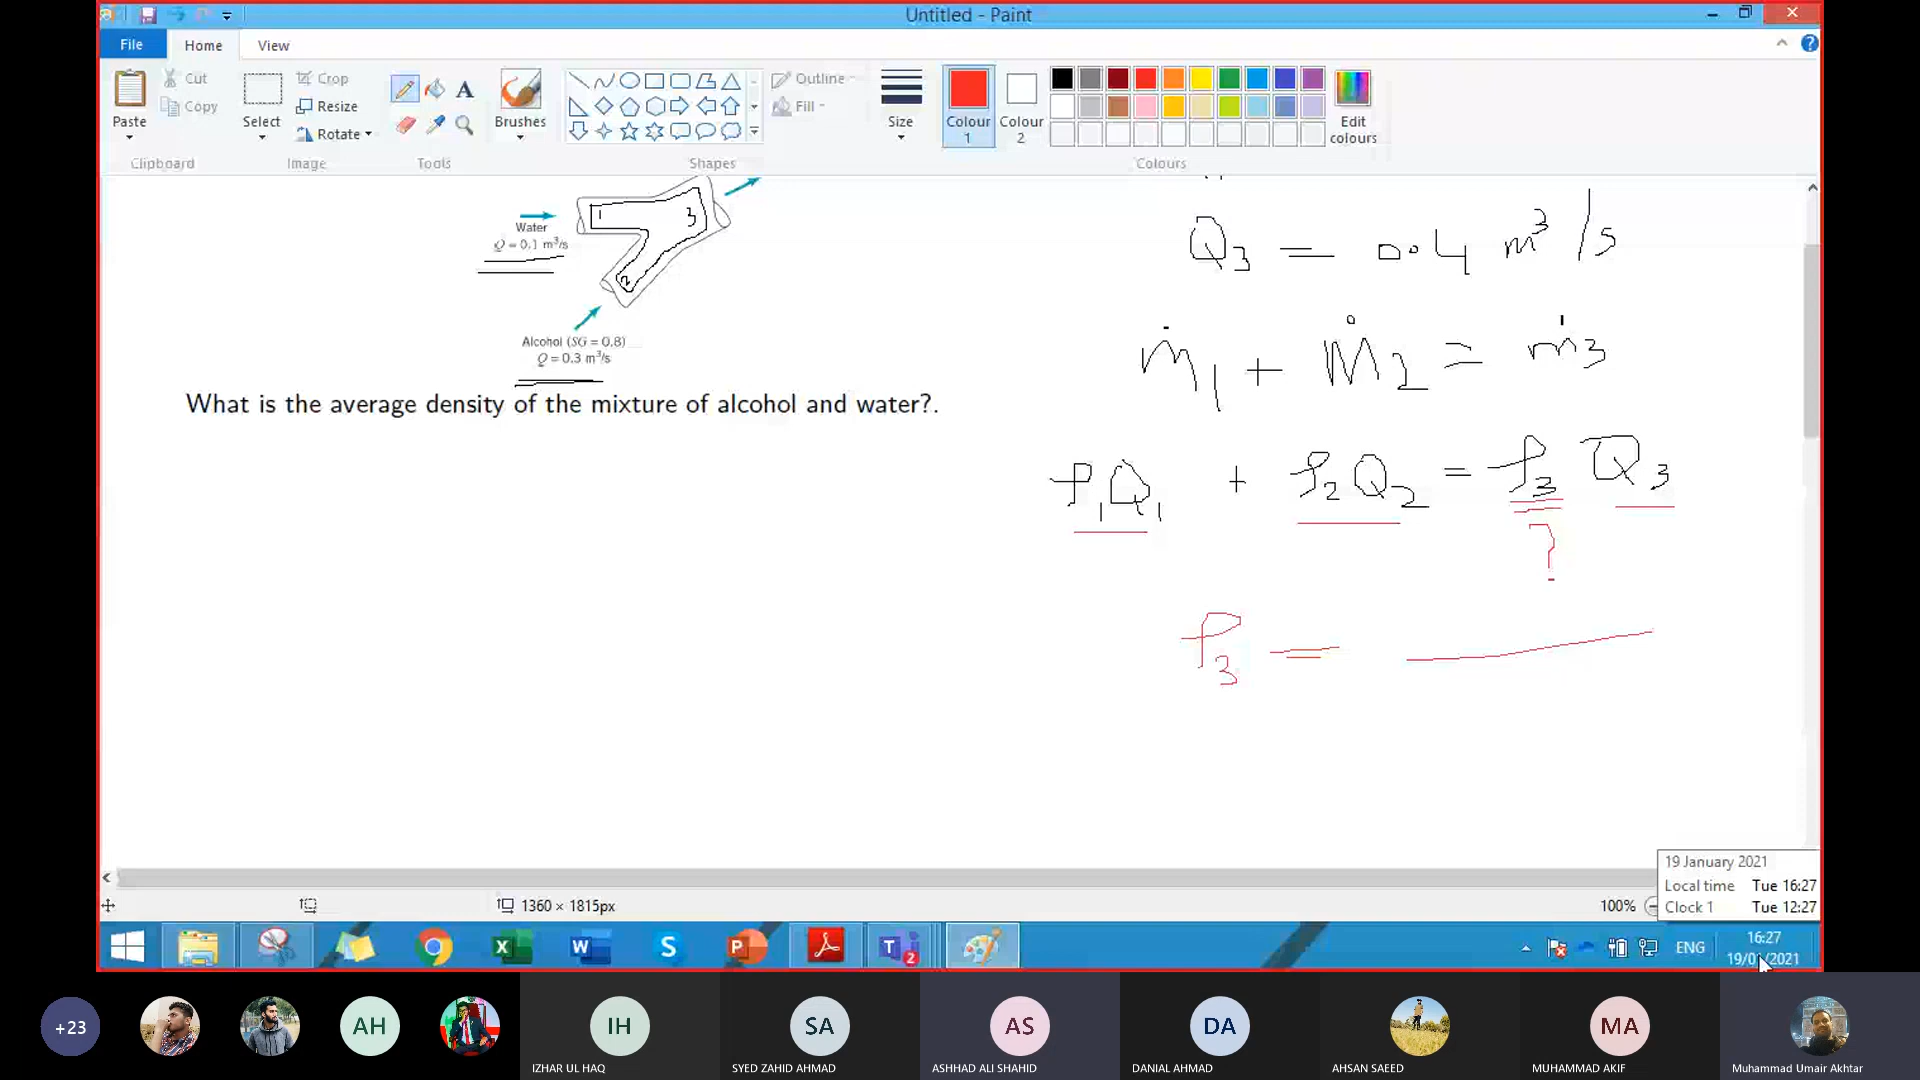 Untitled - Paint
File Home View
Paste
Cut
Copy
Clipboard
Select
Crop
Resize
Rotate
Image
Tools
Brushes
Shapes
Outline
Fill
Size
Colour 1
Colour 2
Edit colours
Colours
Water
Q = 0.1 m³/s
1
3
2
Alcohol (SG = 0.8)
Q = 0.3 m³/s
What is the average density of the mixture of alcohol and water?.
Q₃ = 0.4 m³/s
ṁ₁ + ṁ₂ = ṁ₃
ρ₁Q₁ + ρ₂Q₂ = ρ₃ Q₃
?
ρ₃ =
19 January 2021
Local time Tue 16:27
Clock 1 Tue 12:27
1360 × 1815px
100%
ENG
16:27
19/01/2021
+23
AH
IH
IZHAR UL HAQ
SA
SYED ZAHID AHMAD
AS
ASHHAD ALI SHAHID
DA
DANIAL AHMAD
AHSAN SAEED
MA
MUHAMMAD AKIF
Muhammad Umair Akhtar